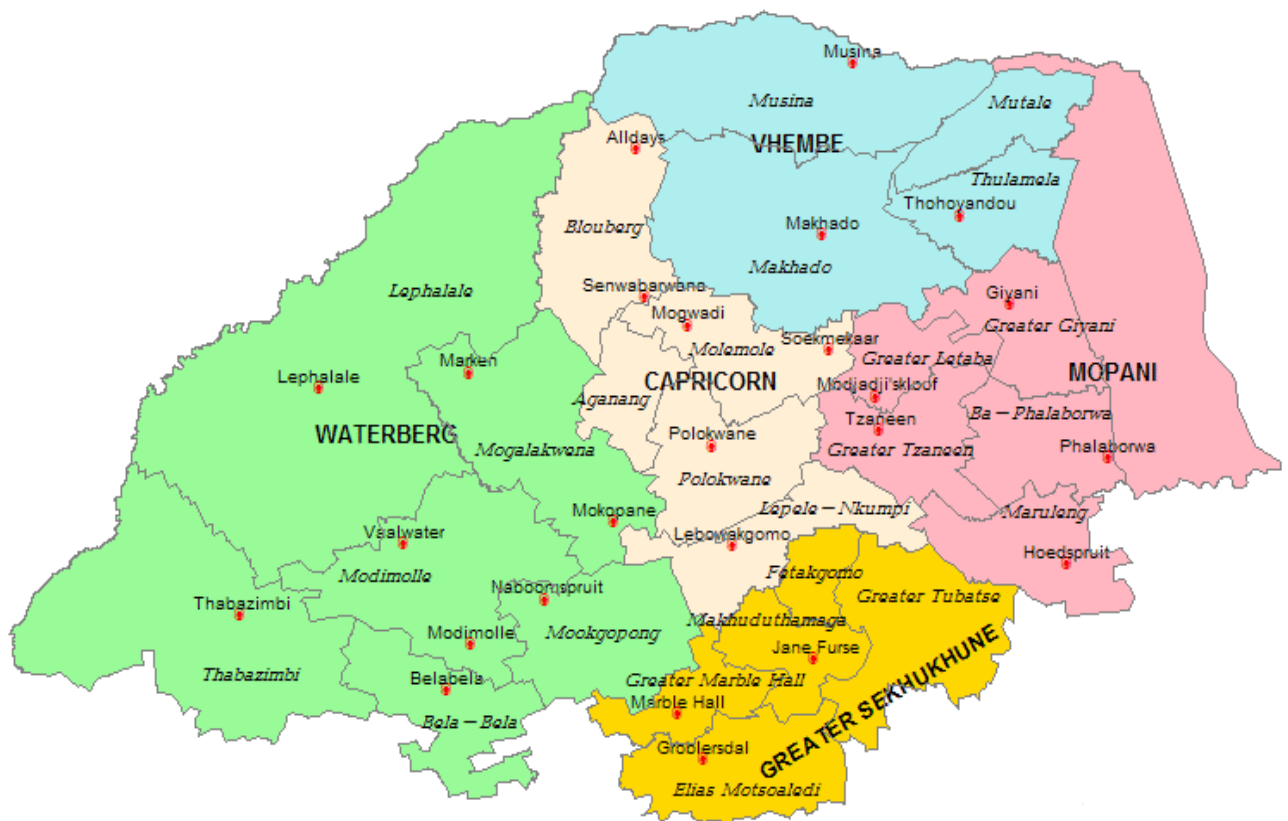 Musina
Musina
Mutale
Alldays
VHEMBE
Thulamela
Thohoyandou
Blouberg
Makhado
Makhado
Senwabarwana
Lephalale
Giyani
Mogwadi
Greater Giyani
Soekmekaar
Molemole
Marken
Greater Letaba
Lephalale
CAPRICORN
MOPANI
Modjadji'skloof
Aganang
Ba-Phalaborwa
Tzaneen
WATERBERG
Polokwane
Mogalakwena
Greater Tzaneen
Phalaborwa
Polokwane
Lepele-Nkumpi
Mokopane
Maruleng
Vaalwater
Lebowakgomo
Hoedspruit
Modimolle
Fetakgomo
Naboomspruit
Greater Tubatse
Thabazimbi
Makhuduthamaga
Modimolle
Mookgopong
Jane Furse
Thabazimbi
Belabela
Greater Marble Hall
Marble Hall
Bela-Bela
GREATER SEKHUKHUNE
Groblersdal
Elias Motsoaledi